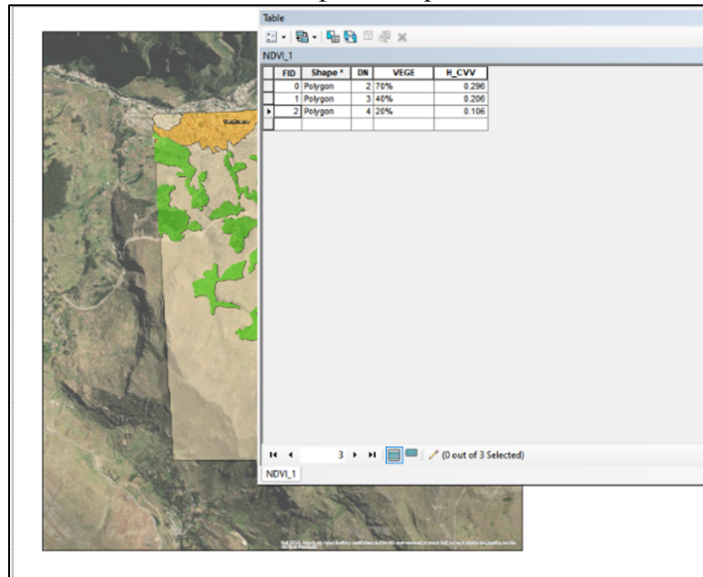 Table
NDVI_1
FID Shape * DN VEGE H_CVV
0 Polygon 2 70% 0.296
1 Polygon 3 40% 0.206
2 Polygon 4 20% 0.106
3 (0 out of 3 Selected)
NDVI_1